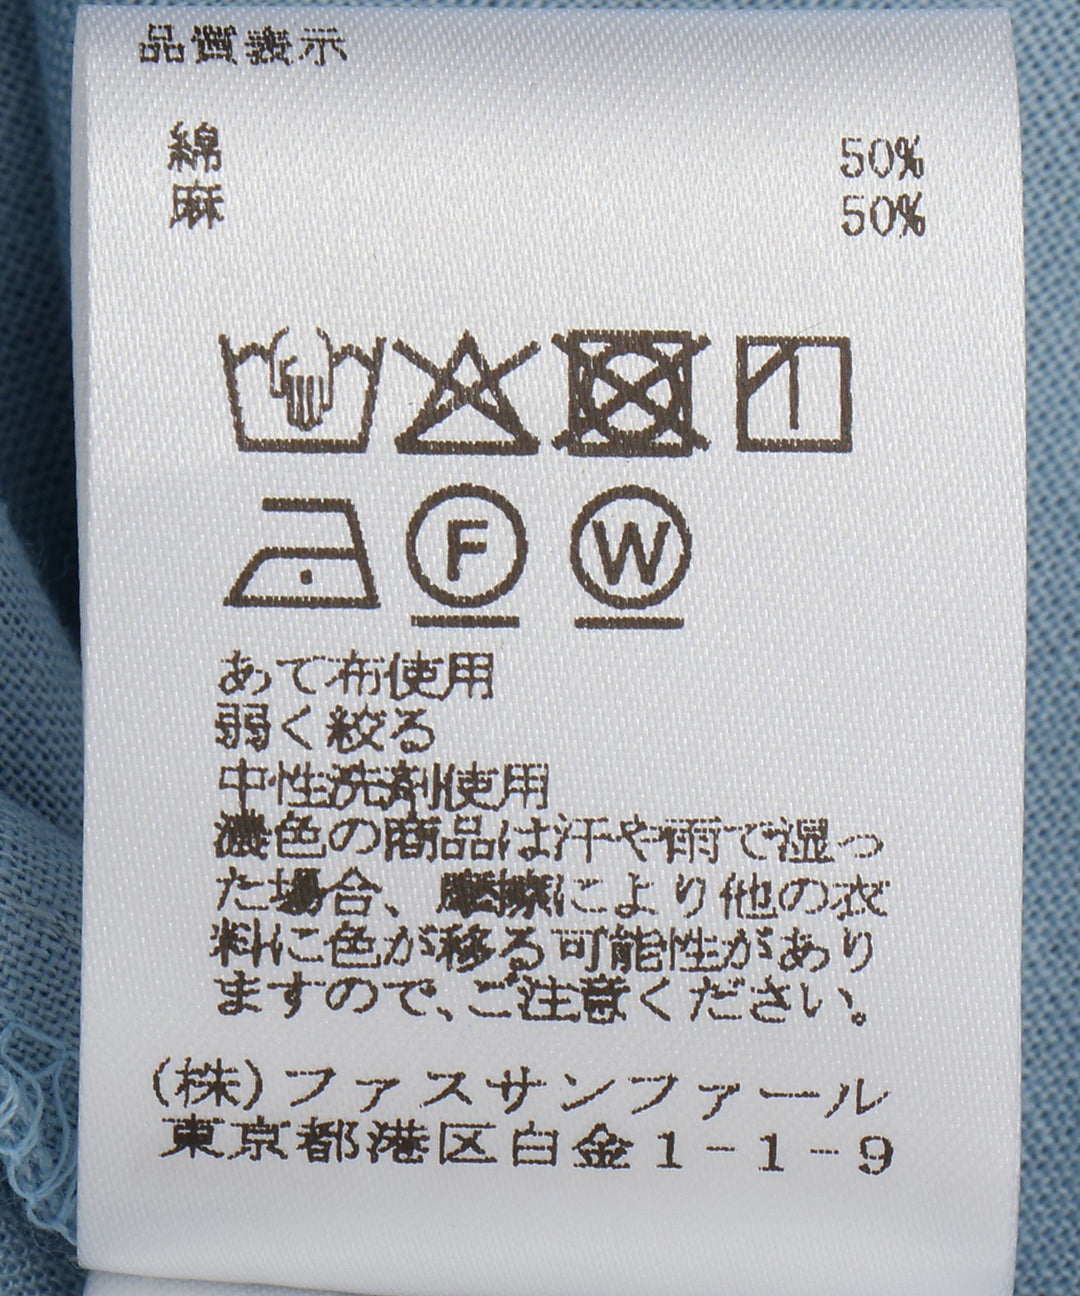 品質表示
綿 50%
麻 50%
F W
あて布使用
弱く絞る
中性洗剤使用
濃色の商品は汗や雨で湿っ
た場合、摩擦により他の衣
料に色が移る可能性があり
ますので、ご注意ください。
(株)ファスサンファール
東京都港区白金1-1-9